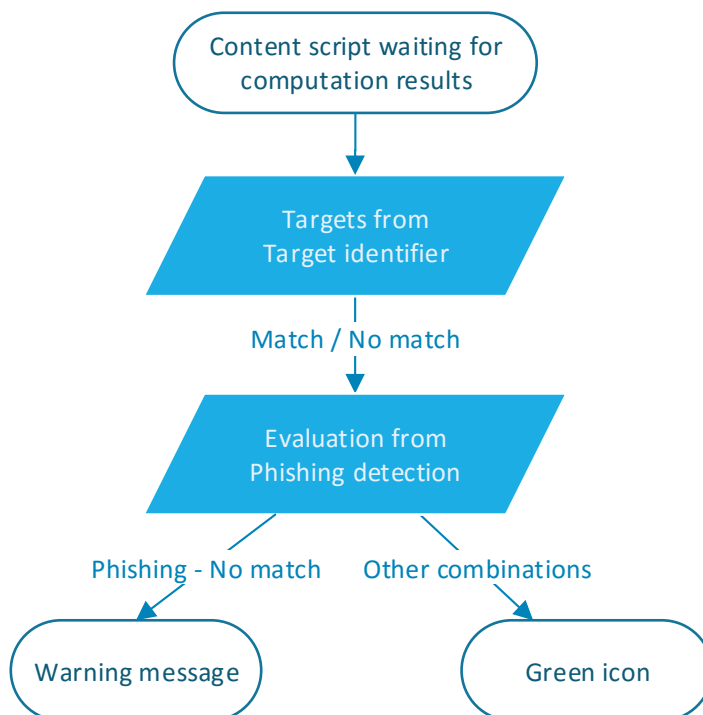 Content script waiting for
computation results
Targets from
Target identifier
Match / No match
Evaluation from
Phishing detection
Phishing - No match
Other combinations
Warning message
Green icon